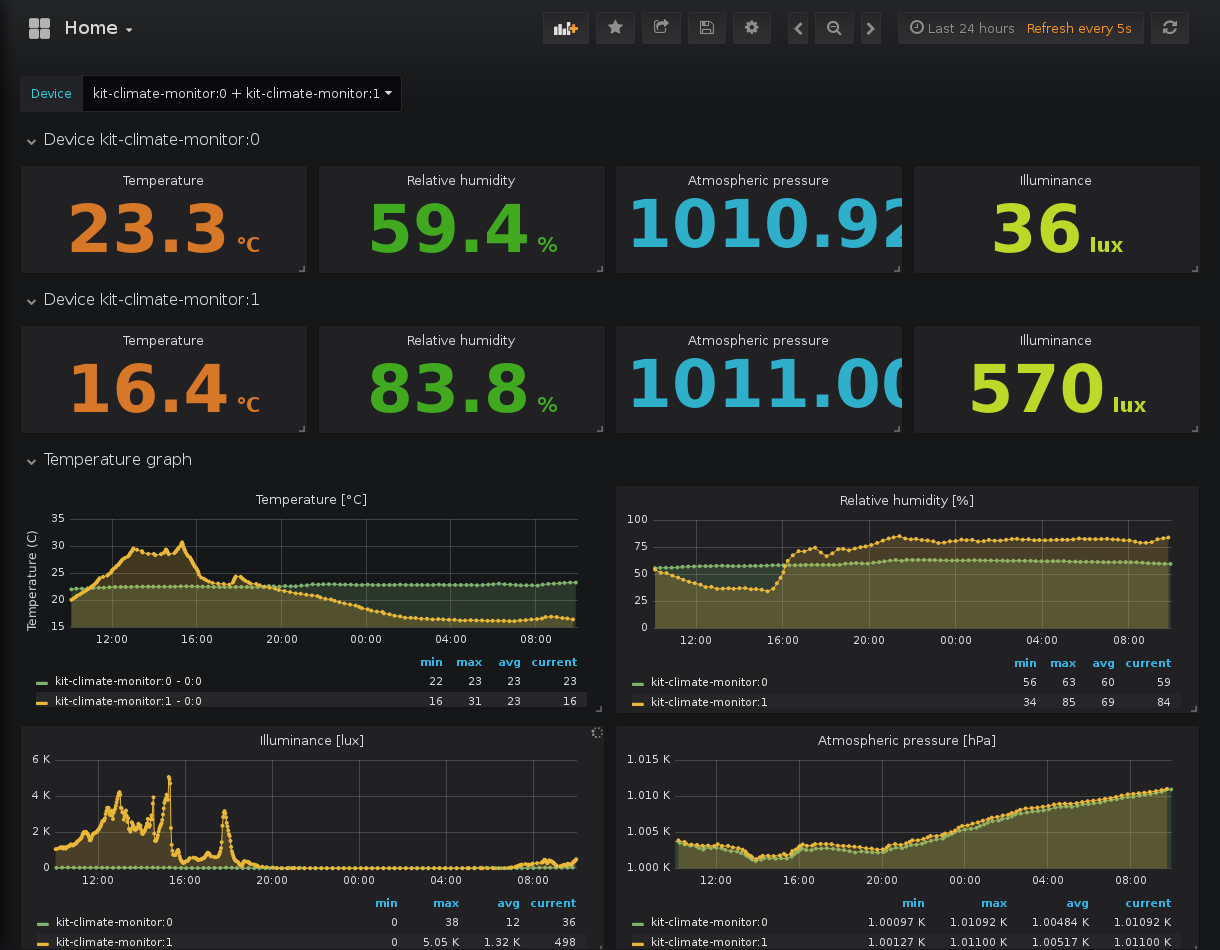 Home
Last 24 hours Refresh every 5s
Device kit-climate-monitor:0 + kit-climate-monitor:1
Device kit-climate-monitor:0
Temperature Relative humidity Atmospheric pressure Illuminance
23.3 °C 59.4 % 1010.92 36 lux
Device kit-climate-monitor:1
Temperature Relative humidity Atmospheric pressure Illuminance
16.4 °C 83.8 % 1011.00 570 lux
Temperature graph
Temperature [°C]
Temperature (C)
35
30
25
20
15
12:00 16:00 20:00 00:00 04:00 08:00
min max avg current
kit-climate-monitor:0 - 0:0 22 23 23 23
kit-climate-monitor:1 - 0:0 16 31 23 16
Relative humidity [%]
100
75
50
25
0
12:00 16:00 20:00 00:00 04:00 08:00
min max avg current
kit-climate-monitor:0 56 63 60 59
kit-climate-monitor:1 34 85 69 84
Illuminance [lux]
6 K
4 K
2 K
0
12:00 16:00 20:00 00:00 04:00 08:00
min max avg current
kit-climate-monitor:0 0 38 12 36
kit-climate-monitor:1 0 5.05 K 1.32 K 498
Atmospheric pressure [hPa]
1.015 K
1.010 K
1.005 K
1.000 K
12:00 16:00 20:00 00:00 04:00 08:00
min max avg current
kit-climate-monitor:0 1.00097 K 1.01092 K 1.00484 K 1.01092 K
kit-climate-monitor:1 1.00127 K 1.01100 K 1.00517 K 1.01100 K